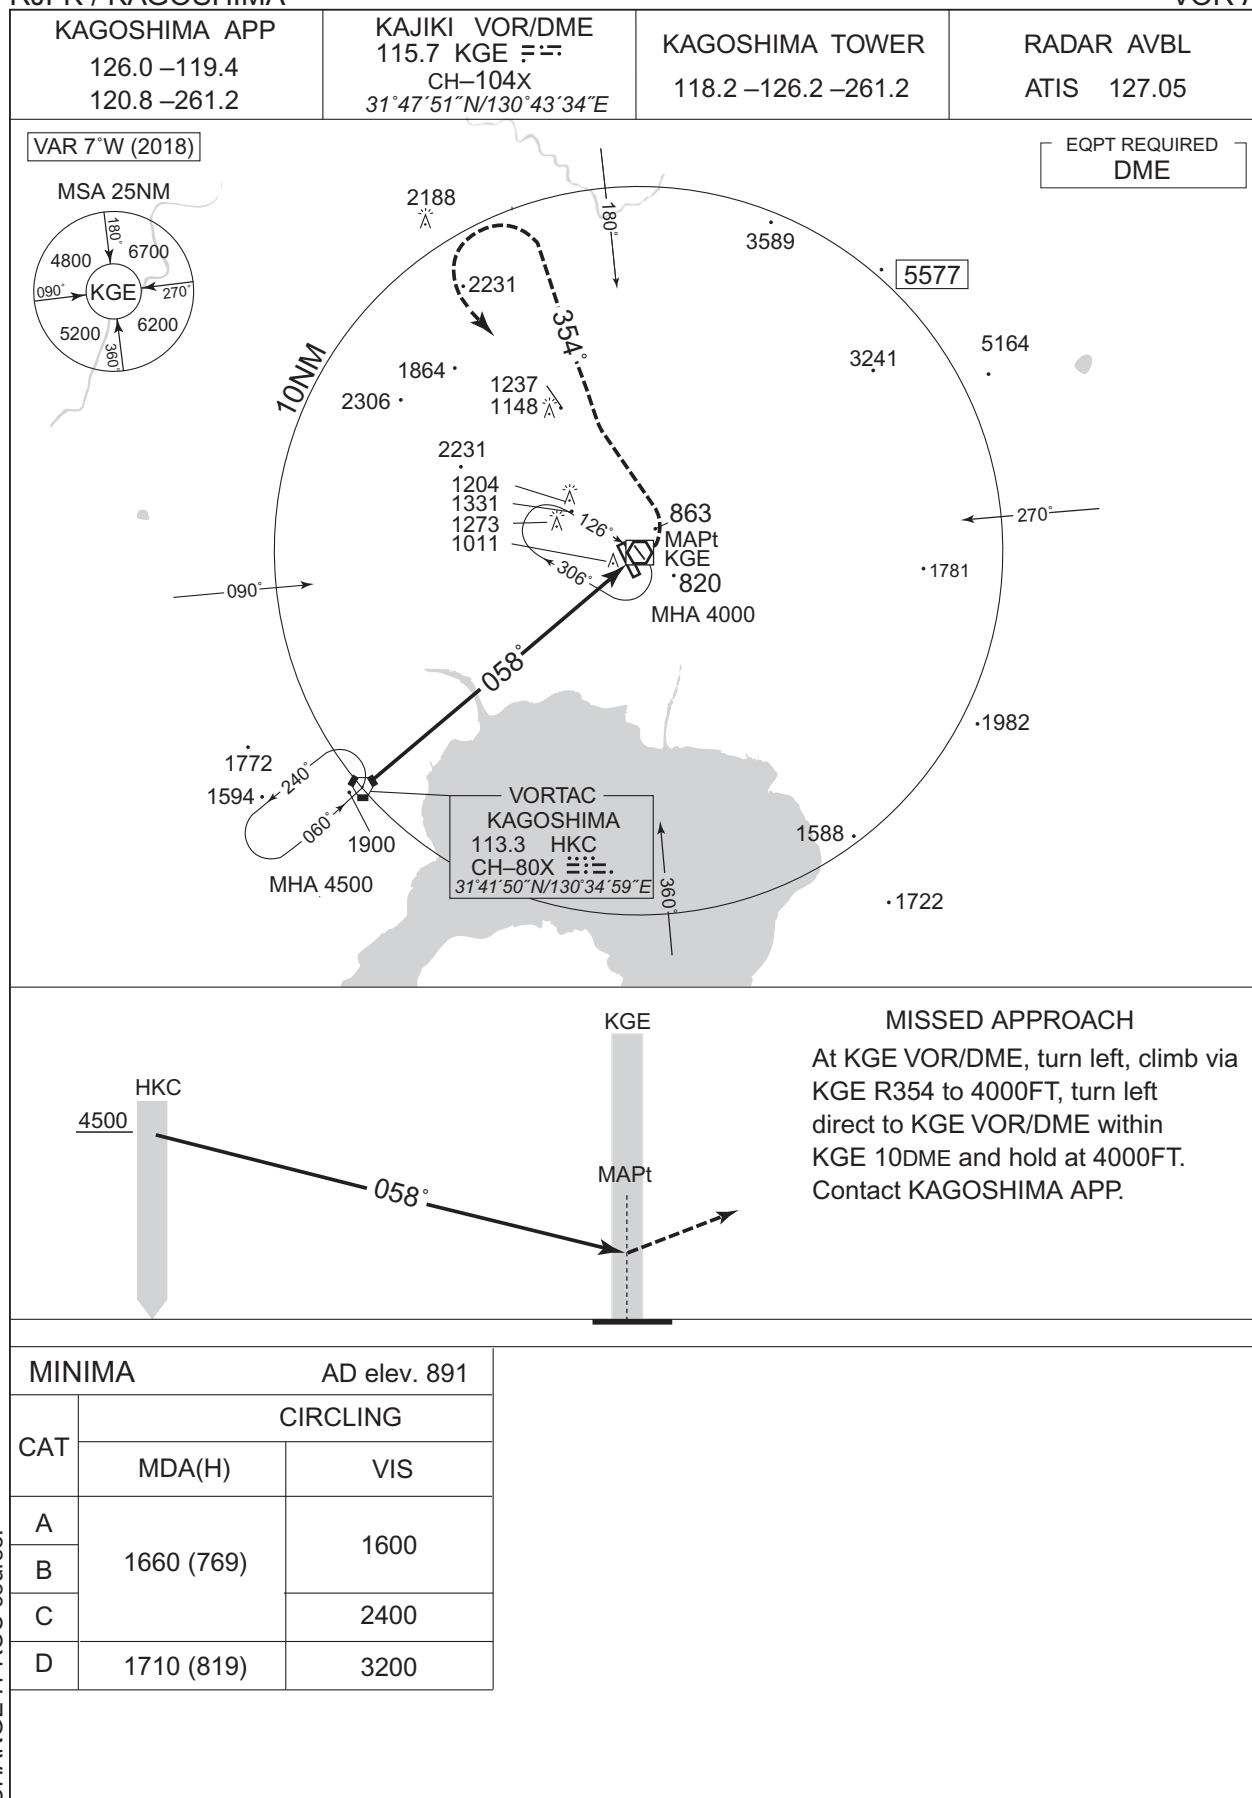 KAGOSHIMA APP
126.0 –119.4
120.8 –261.2
KAJIKI VOR/DME
115.7 KGE
CH–104X
31°47´51˝N/130°43´34˝E
KAGOSHIMA TOWER
118.2 –126.2 –261.2
RADAR AVBL
ATIS 127.05
VAR 7°W (2018)
EQPT REQUIRED
DME
MSA 25NM
180°
4800
6700
090°
KGE
270°
5200
6200
360°
2188
180°
3589
5577
2231
354°
10NM
3241
5164
1864
2306
1237
1148
2231
1204
1331
1273
1011
126°
306°
863
MAPt
KGE
820
MHA 4000
270°
1781
090°
058°
1982
1772
1594
240°
060°
1900
MHA 4500
VORTAC
KAGOSHIMA
113.3 HKC
CH–80X
31°41´50˝N/130°34´59˝E
360°
1588
1722
KGE
HKC
4500
058°
MAPt
MISSED APPROACH
At KGE VOR/DME, turn left, climb via
KGE R354 to 4000FT, turn left
direct to KGE VOR/DME within
KGE 10DME and hold at 4000FT.
Contact KAGOSHIMA APP.
MINIMA AD elev. 891
CAT
CIRCLING
MDA(H) VIS
A
B
C
D
1660 (769)
1600
2400
1710 (819)
3200